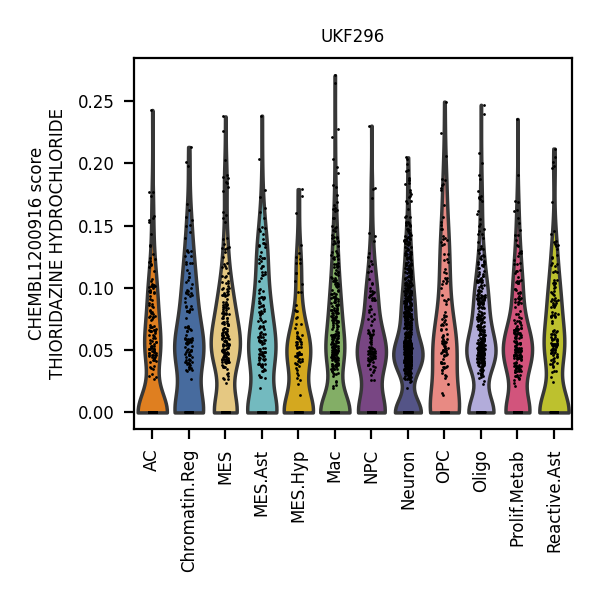 UKF296
CHEMBL1200916 score
THIORIDAZINE HYDROCHLORIDE
0.25
0.20
0.15
0.10
0.05
0.00
AC
Chromatin.Reg
MES
MES.Ast
MES.Hyp
Mac
NPC
Neuron
OPC
Oligo
Prolif.Metab
Reactive.Ast